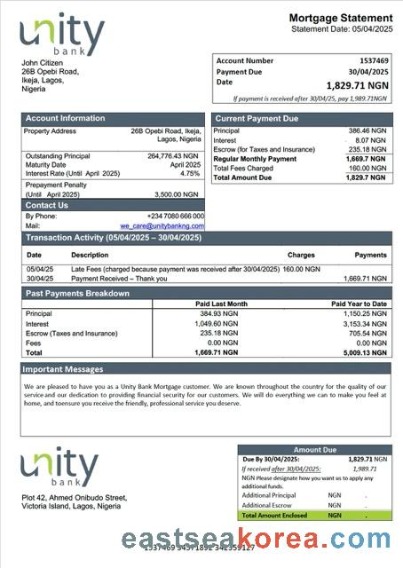 unity
bank
Mortgage Statement
Statement Date: 05/04/2025
John Citizen
26B Opebi Road,
Ikeja, Lagos,
Nigeria
Account Number 1537469
Payment Due 30/04/2025
Date 1,829.71 NGN
If payment is received after 30/04/25, pay 1,989.71NGN
Account Information
Property Address 26B Opebi Road, Ikeja,
Lagos, Nigeria
Outstanding Principal 264,776.43 NGN
Maturity Date April 2025
Interest Rate (Until April 2025) 4.75%
Prepayment Penalty
(Until April 2025) 3,500.00 NGN
Contact Us
By Phone: +234 7080 666 000
Mail: we_care@unitybankng.com
Current Payment Due
Principal 386.46 NGN
Interest 8.07 NGN
Escrow (for Taxes and Insurance) 235.18 NGN
Regular Monthly Payment 1,669.7 NGN
Total Fees Charged 160.00 NGN
Total Amount Due 1,829.7 NGN
Transaction Activity (05/04/2025 – 30/04/2025)
Date Description Charges Payments
05/04/25 Late Fees (charged because payment was received after 30/04/2025) 160.00 NGN
30/04/25 Payment Received – Thank you 1,669.71 NGN
Past Payments Breakdown
Paid Last Month Paid Year to Date
Principal 384.93 NGN 1,150.25 NGN
Interest 1,049.60 NGN 3,153.34 NGN
Escrow (Taxes and Insurance) 235.18 NGN 705.54 NGN
Fees 0.00 NGN 0.00 NGN
Total 1,669.71 NGN 5,009.13 NGN
Important Messages
We are pleased to have you as a Unity Bank Mortgage customer. We are known throughout the country for the quality of our
service and our dedication to providing financial security for our customers. We will do everything we can to make you feel at
home, and toensure you receive the friendly, professional service you deserve.
unity
bank
Plot 42, Ahmed Onibudo Street,
Victoria Island, Lagos, Nigeria
Amount Due
Due By 30/04/2025: 1,829.71 NGN
If received after 30/04/2025: 1,989.71
NGN Please designate how you want us to apply any
additional funds.
Additional Principal NGN -
Additional Escrow NGN -
Total Amount Enclosed NGN -
eastseakorea.com
1537469 34571892 342359127